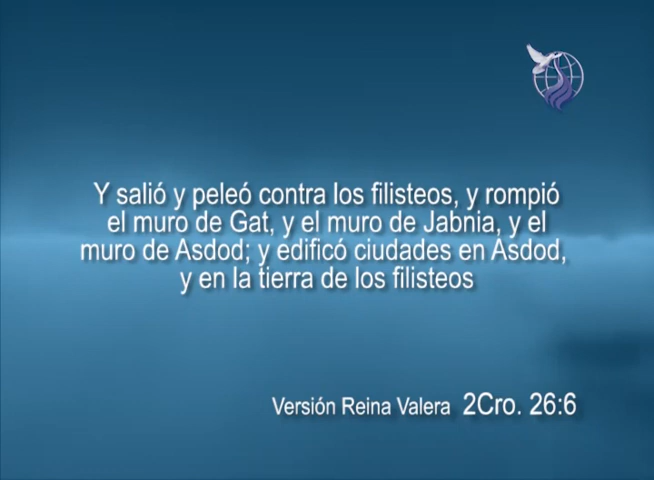 Y salió y peleó contra los filisteos, y rompió
el muro de Gat, y el muro de Jabnia, y el
muro de Asdod; y edificó ciudades en Asdod,
y en la tierra de los filisteos
Versión Reina Valera 2Cro. 26:6